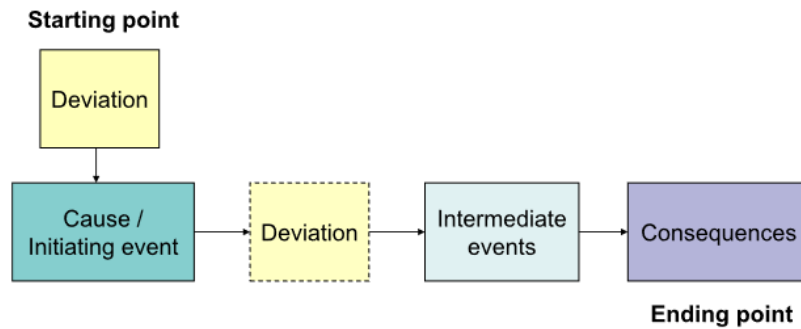 Starting point
Deviation
Cause /
Initiating event
Deviation
Intermediate
events
Consequences
Ending point